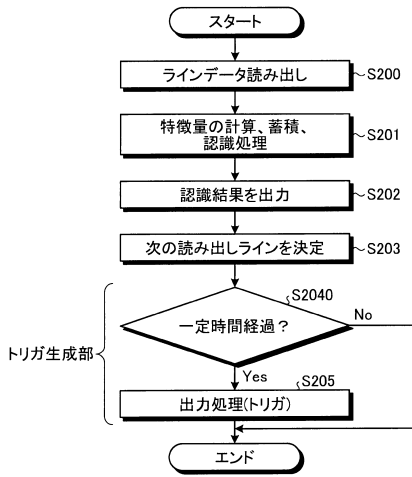 スタート
ラインデータ読み出し
S200
特徴量の計算、蓄積、
認識処理
S201
認識結果を出力
S202
次の読み出しラインを決定
S203
S2040
一定時間経過？
No
トリガ生成部
Yes
S205
出力処理(トリガ)
エンド